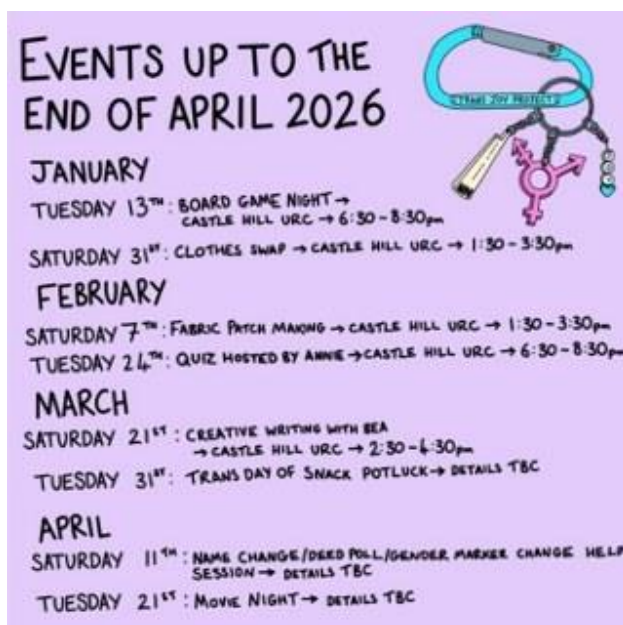 EVENTS UP TO THE
END OF APRIL 2026
TRANS JOY PROJECT
JANUARY
TUESDAY 13TH: BOARD GAME NIGHT →
CASTLE HILL URC → 6:30 - 8:30pm
SATURDAY 31ST: CLOTHES SWAP → CASTLE HILL URC → 1:30 - 3:30pm
FEBRUARY
SATURDAY 7TH: FABRIC PATCH MAKING → CASTLE HILL URC → 1:30 - 3:30pm
TUESDAY 24TH: QUIZ HOSTED BY ANNIE → CASTLE HILL URC → 6:30 - 8:30pm
MARCH
SATURDAY 21ST: CREATIVE WRITING WITH BEA
→ CASTLE HILL URC → 2:30 - 4:30pm
TUESDAY 31ST: TRANS DAY OF SNACK POTLUCK → DETAILS TBC
APRIL
SATURDAY 11TH: NAME CHANGE/DEED POLL/GENDER MARKER CHANGE HELP
SESSION → DETAILS TBC
TUESDAY 21ST: MOVIE NIGHT → DETAILS TBC